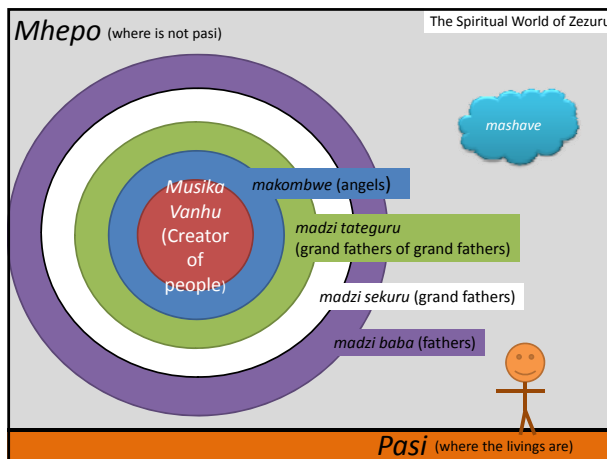 Mhepo (where is not pasi)
The Spiritual World of Zezuru
mashave
Musika
Vanhu
(Creator
of
people)
makombwe (angels)
madzi tateguru
(grand fathers of grand fathers)
madzi sekuru (grand fathers)
madzi baba (fathers)
Pasi (where the livings are)